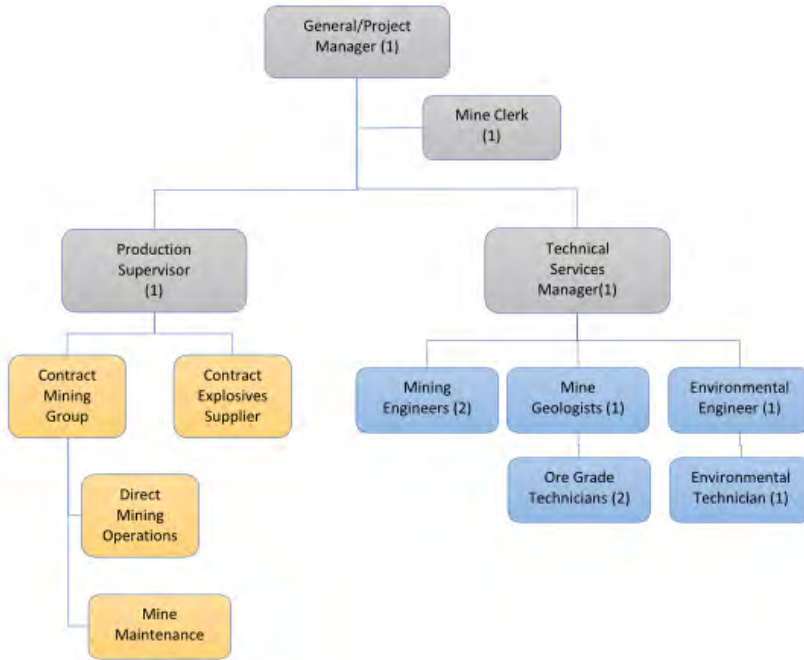 General/Project
Manager (1)
Mine Clerk
(1)
Production
Supervisor
(1)
Technical
Services
Manager(1)
Contract
Mining
Group
Contract
Explosives
Supplier
Mining
Engineers (2)
Mine
Geologists (1)
Environmental
Engineer (1)
Direct
Mining
Operations
Ore Grade
Technicians (2)
Environmental
Technician (1)
Mine
Maintenance